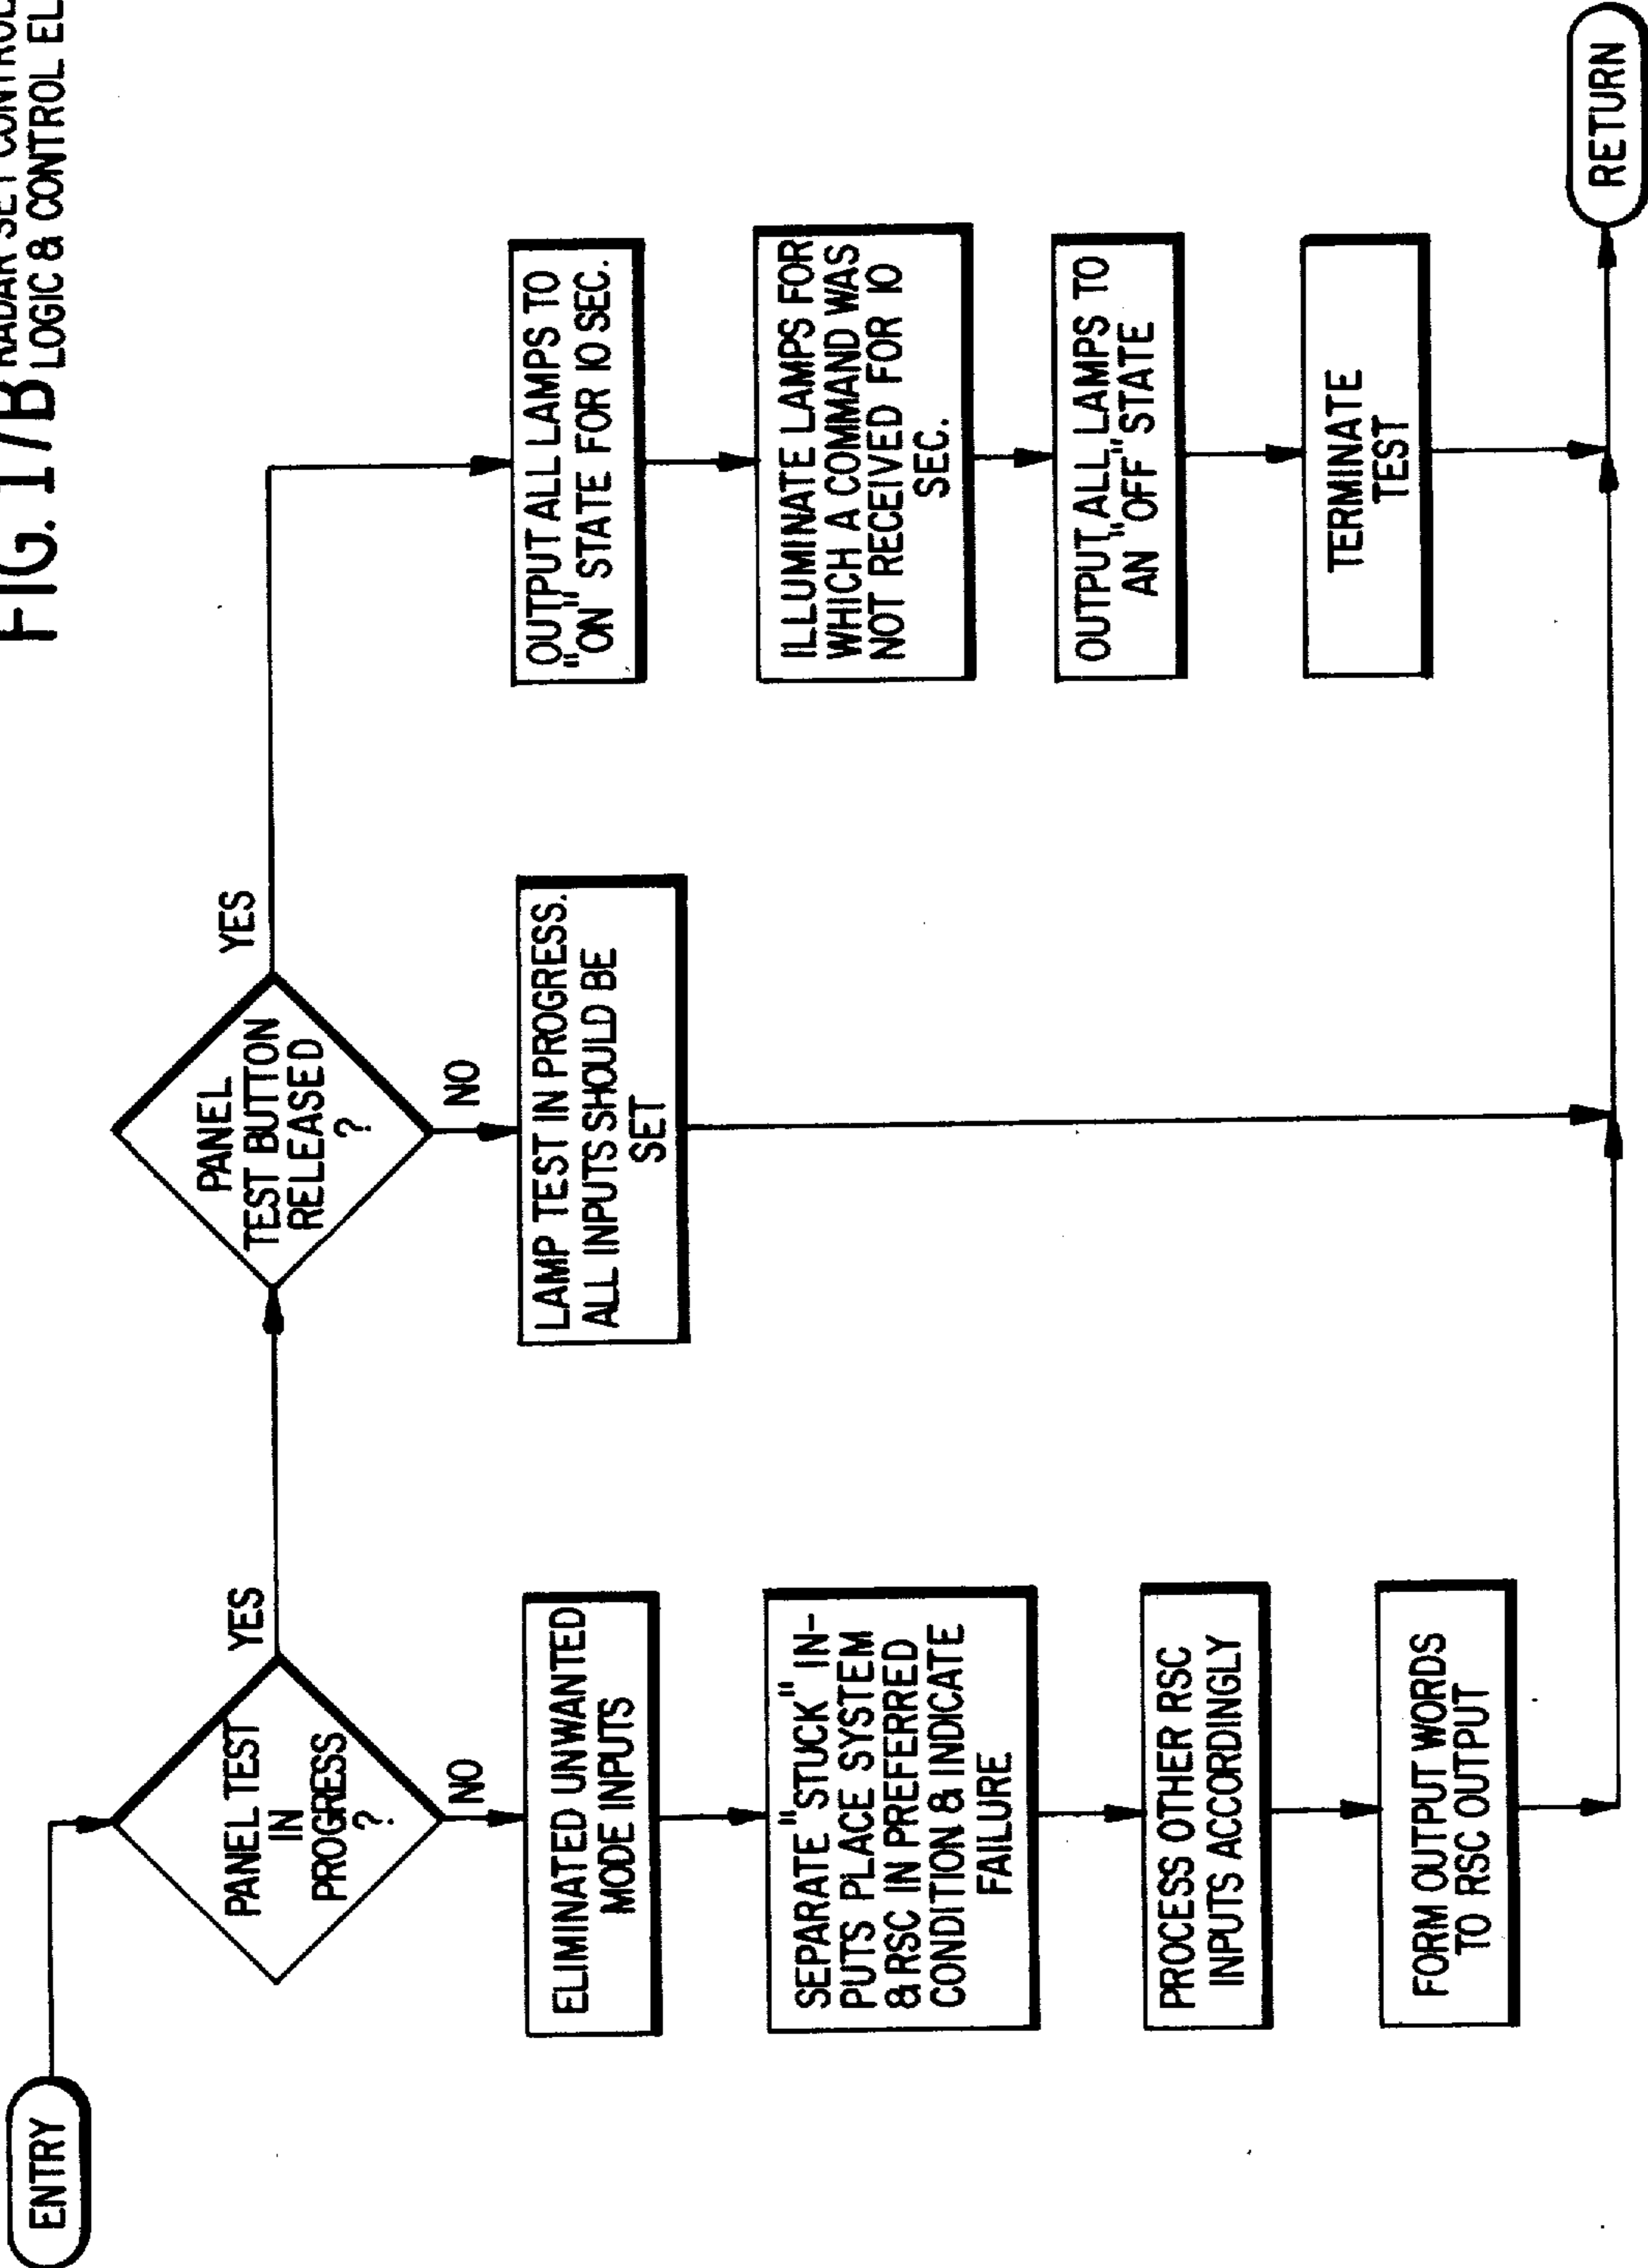 FIG. 17B
RADAR SET CONTROL
LOGIC & CONTROL
ENTRY
PANEL TEST
IN
PROGRESS
?
YES
NO
ELIMINATED UNWANTED
MODE INPUTS
SEPARATE "STUCK" IN-
PUTS PLACE SYSTEM
& RSC IN PREFERRED
CONDITION & INDICATE
FAILURE
PROCESS OTHER RSC
INPUTS ACCORDINGLY
FORM OUTPUT WORDS
TO RSC OUTPUT
PANEL
TEST BUTTON
RELEASED
?
YES
NO
LAMP TEST IN PROGRESS.
ALL INPUTS SHOULD BE
SET
OUTPUT ALL LAMPS TO
"ON" STATE FOR 10 SEC.
ILLUMINATE LAMPS FOR
WHICH A COMMAND WAS
NOT RECEIVED FOR 10
SEC.
OUTPUT ALL LAMPS TO
AN "OFF" STATE
TERMINATE
TEST
RETURN